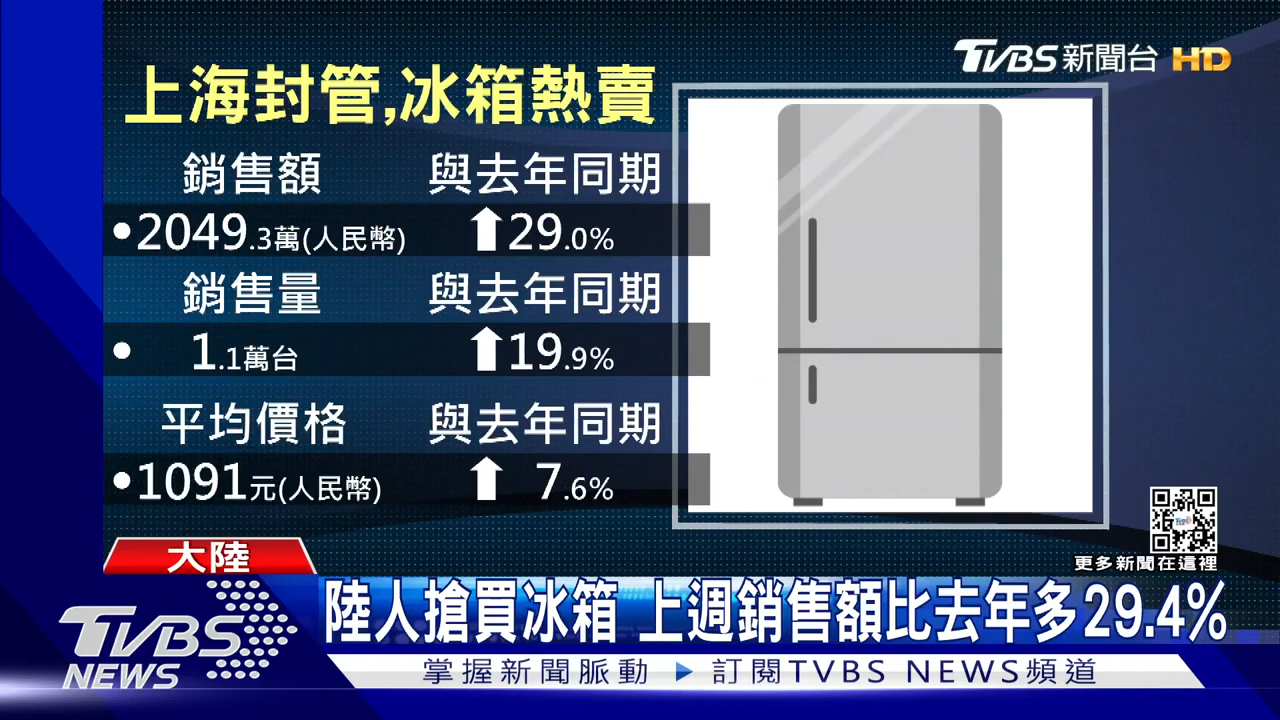 TVBS新聞台 HD
上海封管,冰箱熱賣
銷售額 與去年同期
•2049.3萬(人民幣) ⬆29.0%
銷售量 與去年同期
• 1.1萬台 ⬆19.9%
平均價格 與去年同期
•1091元(人民幣) ⬆ 7.6%
更多新聞在這裡
大陸
陸人搶買冰箱 上週銷售額比去年多29.4%
TVBS
NEWS
掌握新聞脈動 ▶ 訂閱TVBS NEWS頻道